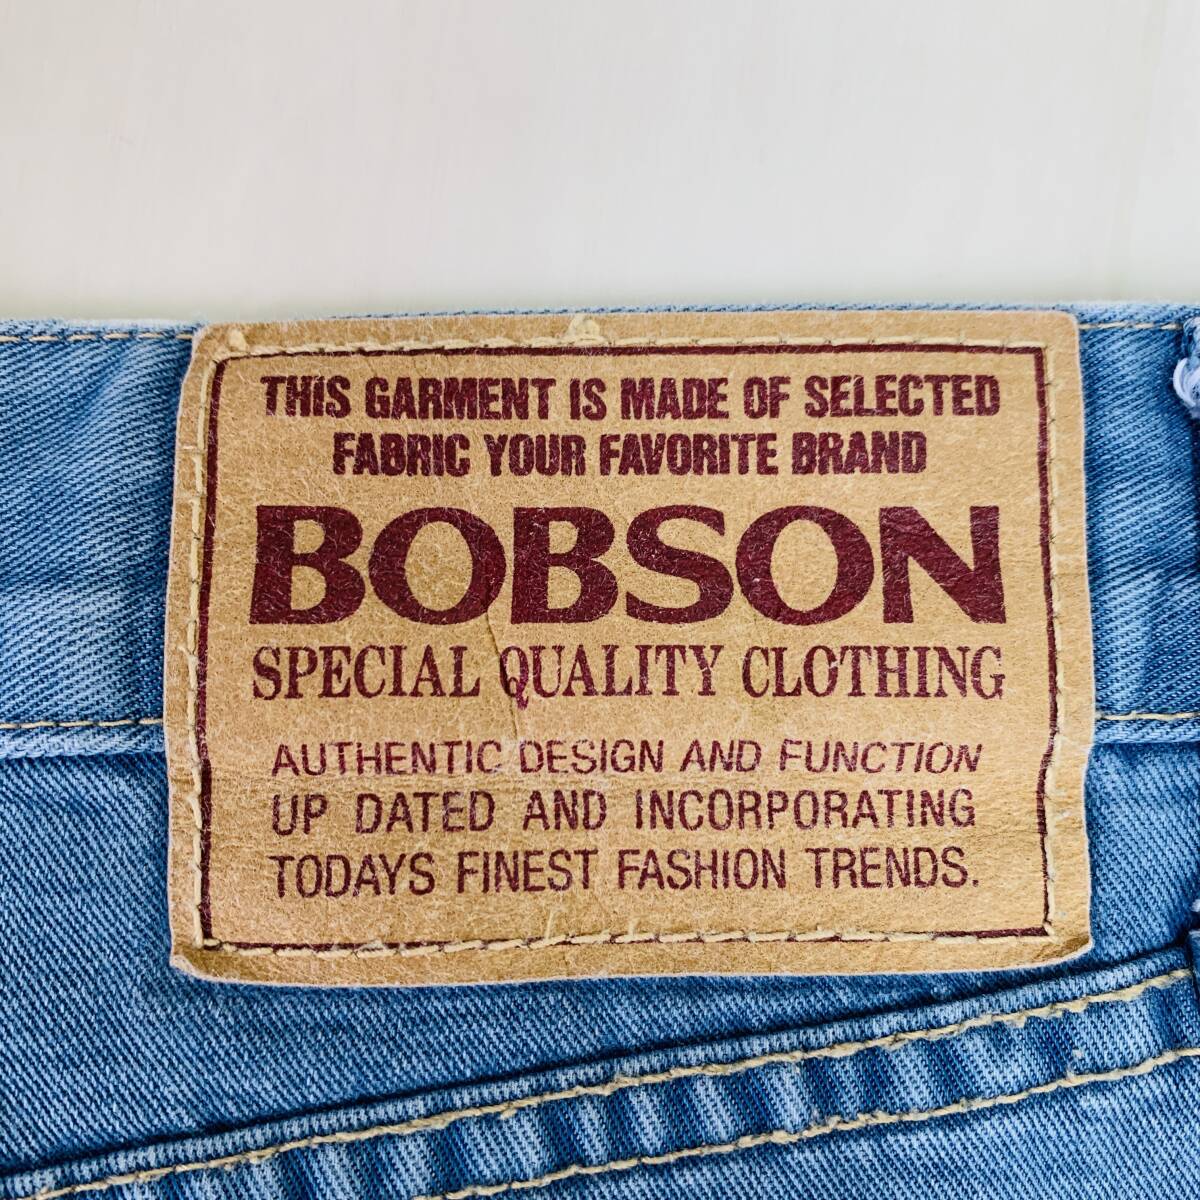 THIS GARMENT IS MADE OF SELECTED
FABRIC YOUR FAVORITE BRAND
BOBSON
SPECIAL QUALITY CLOTHING
AUTHENTIC DESIGN AND FUNCTION
UP DATED AND INCORPORATING
TODAYS FINEST FASHION TRENDS.